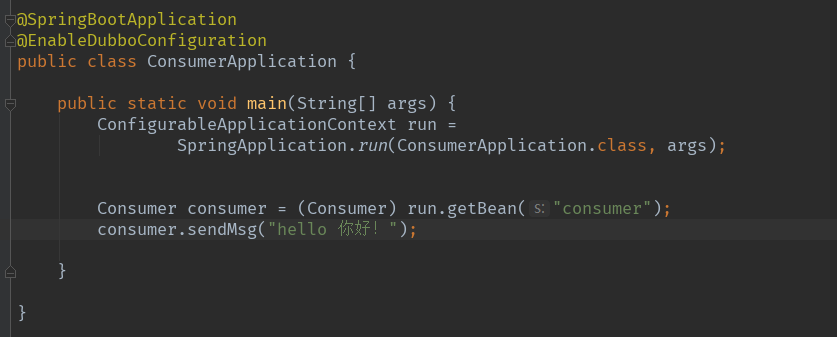 @SpringBootApplication
@EnableDubboConfiguration
public class ConsumerApplication {
public static void main(String[] args) {
ConfigurableApplicationContext run =
SpringApplication.run(ConsumerApplication.class, args);
Consumer consumer = (Consumer) run.getBean( s: "consumer");
consumer.sendMsg("hello 你好！");
}
}